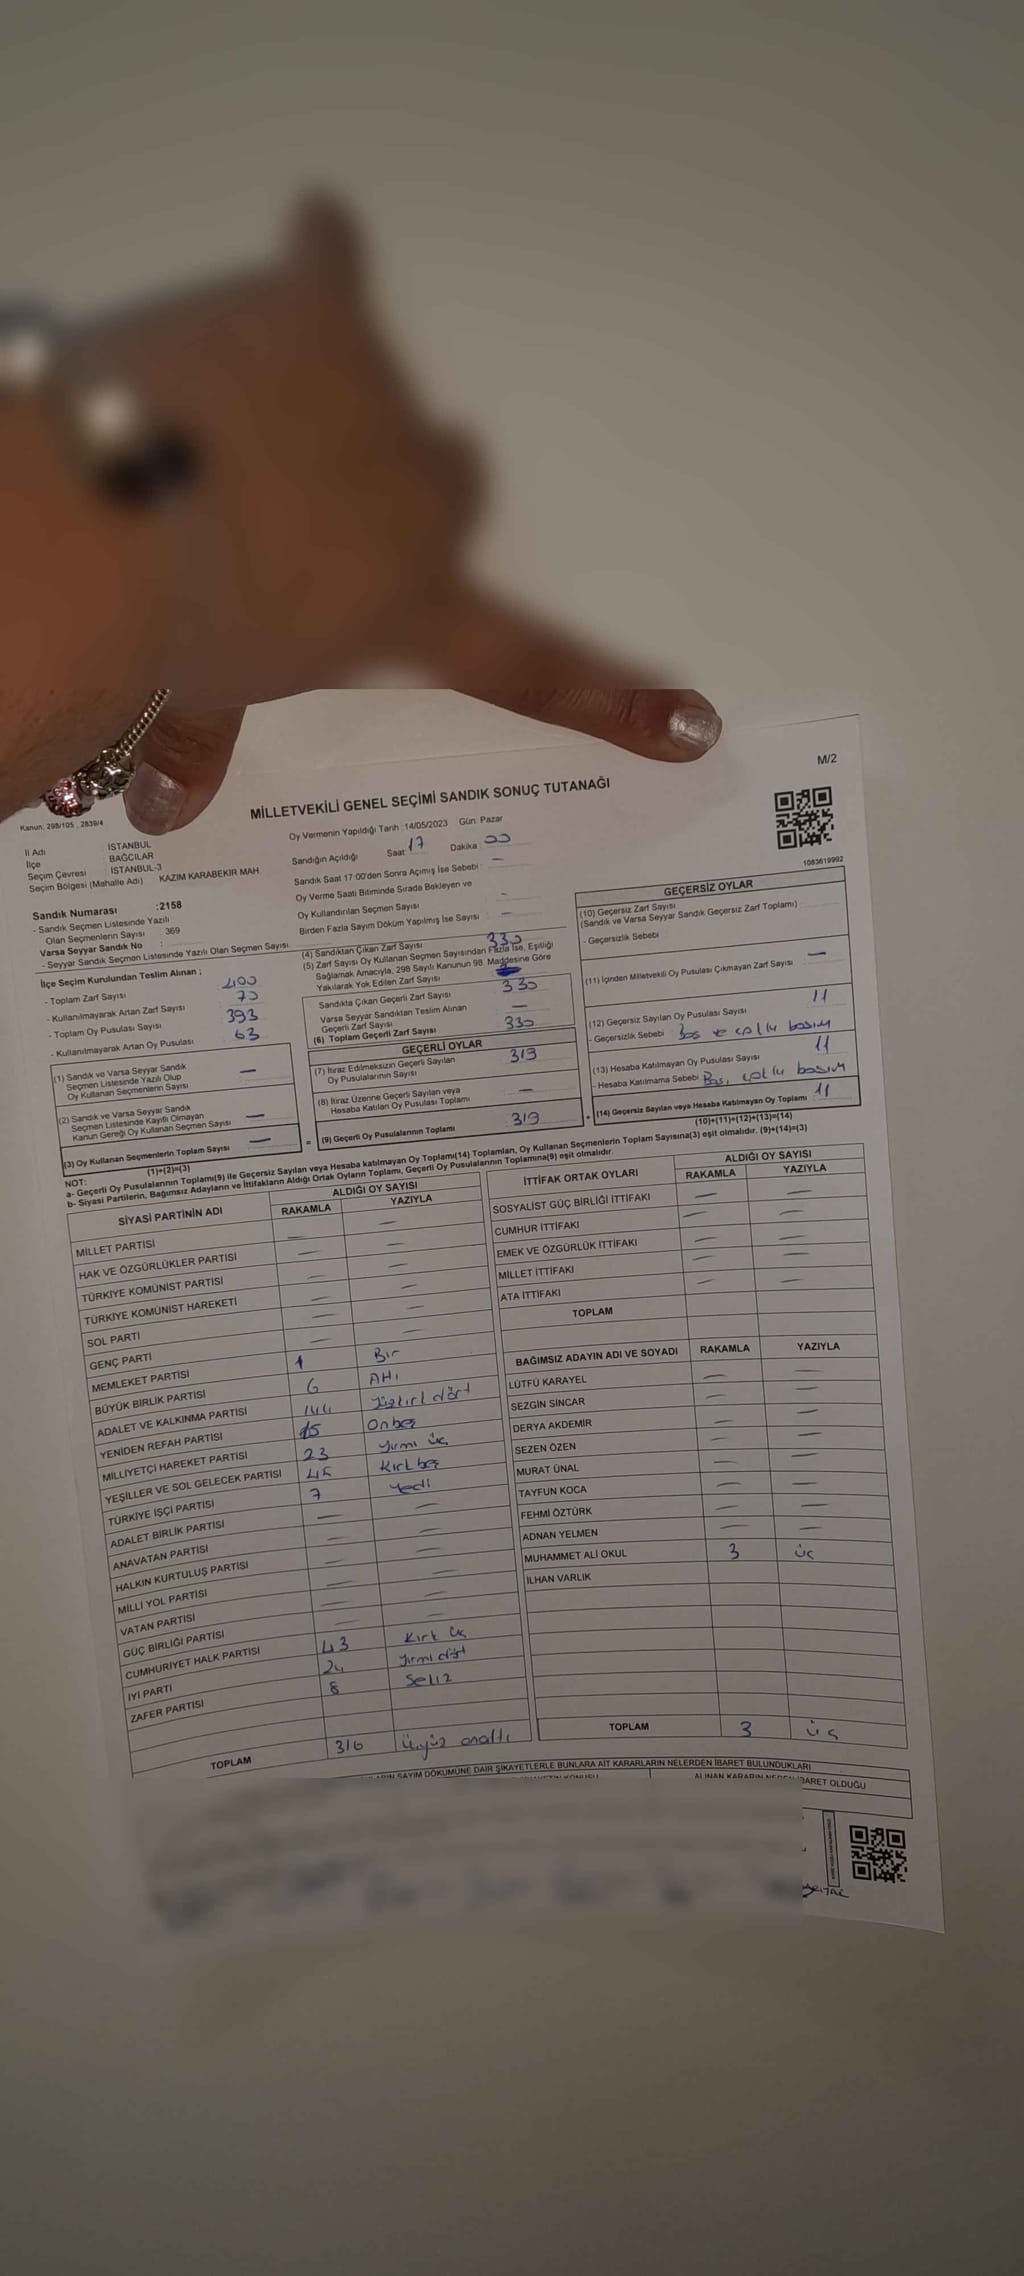 M/2
MİLLETVEKİLİ GENEL SEÇİMİ SANDIK SONUÇ TUTANAĞI
Kanun: 298/105 , 2839/4
İl Adı : İSTANBUL
İlçe : BAĞCILAR
Seçim Çevresi : İSTANBUL-3
Seçim Bölgesi (Mahalle Adı) KAZIM KARABEKIR MAH.
Sandık Numarası :2158
- Sandık Seçmen Listesinde Yazılı
Olan Seçmenlerin Sayısı : 369
Varsa Seyyar Sandık No :
- Seyyar Sandık Seçmen Listesinde Yazılı Olan Seçmen Sayısı.
Oy Vermenin Yapıldığı Tarih :14/05/2023 Gün: Pazar
Sandığın Açıldığı Saat 17 Dakika 00
Sandık Saat 17:00'den Sonra Açılmış İse Sebebi : —
Oy Verme Saati Bitiminde Sırada Bekleyen ve
Oy Kullandırılan Seçmen Sayısı : -
Birden Fazla Sayım Döküm Yapılmış İse Sayısı : —
1083619992
İlçe Seçim Kurulundan Teslim Alınan ;
- Toplam Zarf Sayısı : 400
- Kullanılmayarak Artan Zarf Sayısı : 70
- Toplam Oy Pusulası Sayısı : 393
- Kullanılmayarak Artan Oy Pusulası : 63
(1) Sandık ve Varsa Seyyar Sandık
Seçmen Listesinde Yazılı Olup
Oy Kullanan Seçmenlerin Sayısı —
(2) Sandık ve Varsa Seyyar Sandık
Seçmen Listesinde Kayıtlı Olmayan
Kanun Gereği Oy Kullanan Seçmen Sayısı —
(3) Oy Kullanan Seçmenlerin Toplam Sayısı —
(1)+(2)=(3)
(4) Sandıktan Çıkan Zarf Sayısı 330
(5) Zarf Sayısı Oy Kullanan Seçmen Sayısından Fazla İse, Eşitliği
Sağlamak Amacıyla, 298 Sayılı Kanunun 98. Maddesine Göre
Yakılarak Yok Edilen Zarf Sayısı
Sandıkta Çıkan Geçerli Zarf Sayısı 330
Varsa Seyyar Sandıktan Teslim Alınan
Geçerli Zarf Sayısı —
(6) Toplam Geçerli Zarf Sayısı 330
GEÇERLİ OYLAR
(7) İtiraz Edilmeksizin Geçerli Sayılan
Oy Pusulalarının Sayısı 319
(8) İtiraz Üzerine Geçerli Sayılan veya
Hesaba Katılan Oy Pusulası Toplamı —
= (9) Geçerli Oy Pusulalarının Toplamı : 319
GEÇERSİZ OYLAR
(10) Geçersiz Zarf Sayısı
(Sandık ve Varsa Seyyar Sandık Geçersiz Zarf Toplamı) :
- Geçersizlik Sebebi
(11) İçinden Milletvekili Oy Pusulası Çıkmayan Zarf Sayısı —
(12) Geçersiz Sayılan Oy Pusulası Sayısı 11
- Geçersizlik Sebebi Boş ve çoklu basım
(13) Hesaba Katılmayan Oy Pusulası Sayısı 11
- Hesaba Katılmama Sebebi Boş, çoklu basım
+ (14) Geçersiz Sayılan veya Hesaba Katılmayan Oy Toplamı 11
(10)+(11)+(12)+(13)=(14)
NOT:
a- Geçerli Oy Pusulalarının Toplamı(9) ile Geçersiz Sayılan veya Hesaba katılmayan Oy Toplamı(14) Toplamları, Oy Kullanan Seçmenlerin Toplam Sayısına(3) eşit olmalıdır. (9)+(14)=(3)
b- Siyasi Partilerin, Bağımsız Adayların ve İttifakların Aldığı Ortak Oyların Toplamı, Geçerli Oy Pusulalarının Toplamına(9) eşit olmalıdır.
SİYASİ PARTİNİN ADI ALDIĞI OY SAYISI
RAKAMLA YAZIYLA
MİLLET PARTİSİ — —
HAK VE ÖZGÜRLÜKLER PARTİSİ — —
TÜRKİYE KOMÜNİST PARTİSİ — —
TÜRKİYE KOMÜNİST HAREKETİ — —
SOL PARTİ — —
GENÇ PARTİ — —
MEMLEKET PARTİSİ 1 Bir
BÜYÜK BİRLİK PARTİSİ 6 Altı
ADALET VE KALKINMA PARTİSİ 144 Yüzkırkdört
YENİDEN REFAH PARTİSİ 15 Onbeş
MİLLİYETÇİ HAREKET PARTİSİ 23 Yirmi üç
YEŞİLLER VE SOL GELECEK PARTİSİ 45 Kırkbeş
TÜRKİYE İŞÇİ PARTİSİ 7 Yedi
ADALET BİRLİK PARTİSİ — —
ANAVATAN PARTİSİ — —
HALKIN KURTULUŞ PARTİSİ — —
MİLLİ YOL PARTİSİ — —
VATAN PARTİSİ — —
GÜÇ BİRLİĞİ PARTİSİ — —
CUMHURİYET HALK PARTİSİ 43 Kırk üç
İYİ PARTİ 24 Yirmi dört
ZAFER PARTİSİ 8 Sekiz
TOPLAM 316 Üçyüz onaltı
İTTİFAK ORTAK OYLARI ALDIĞI OY SAYISI
RAKAMLA YAZIYLA
SOSYALİST GÜÇ BİRLİĞİ İTTİFAKI — —
CUMHUR İTTİFAKI — —
EMEK VE ÖZGÜRLÜK İTTİFAKI — —
MİLLET İTTİFAKI — —
ATA İTTİFAKI — —
TOPLAM
BAĞIMSIZ ADAYIN ADI VE SOYADI RAKAMLA YAZIYLA
LÜTFÜ KARAYEL — —
SEZGİN SİNCAR — —
DERYA AKDEMİR — —
SEZEN ÖZEN — —
MURAT ÜNAL — —
TAYFUN KOCA — —
FEHMİ ÖZTÜRK — —
ADNAN YELMEN — —
MUHAMMET ALİ OKUL 3 üç
İLHAN VARLIK
TOPLAM 3 üç
SAYIM DÖKÜMÜNE DAİR ŞİKAYETLERLE BUNLARA AİT KARARLARIN NELERDEN İBARET BULUNDUKLARI
ALINAN KARARIN NEDEN İBARET OLDUĞU